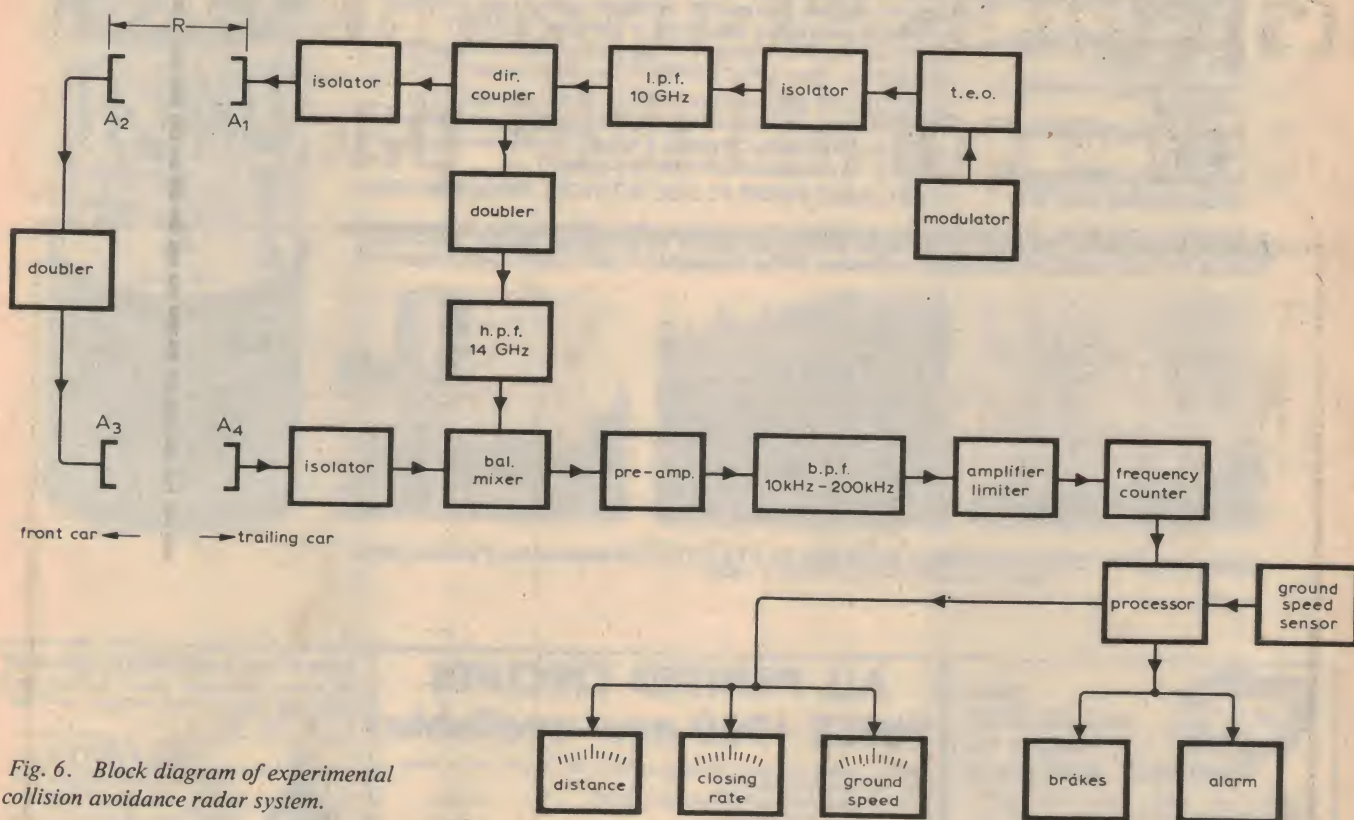 R
A2
A1
isolator
dir.
coupler
l.p.f.
10 GHz
isolator
t.e.o.
modulator
doubler
doubler
h.p.f.
14 GHz
A3
A4
isolator
bal.
mixer
pre-amp.
b.p.f.
10kHz-200kHz
amplifier
limiter
frequency
counter
front car
trailing car
processor
ground
speed
sensor
distance
closing
rate
ground
speed
brakes
alarm
Fig. 6. Block diagram of experimental
collision avoidance radar system.